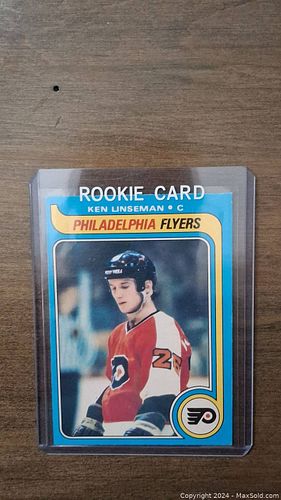 ROOKIE CARD
KEN LINSEMAN • C
PHILADELPHIA FLYERS
Copyright © 2024 - MaxSold.com